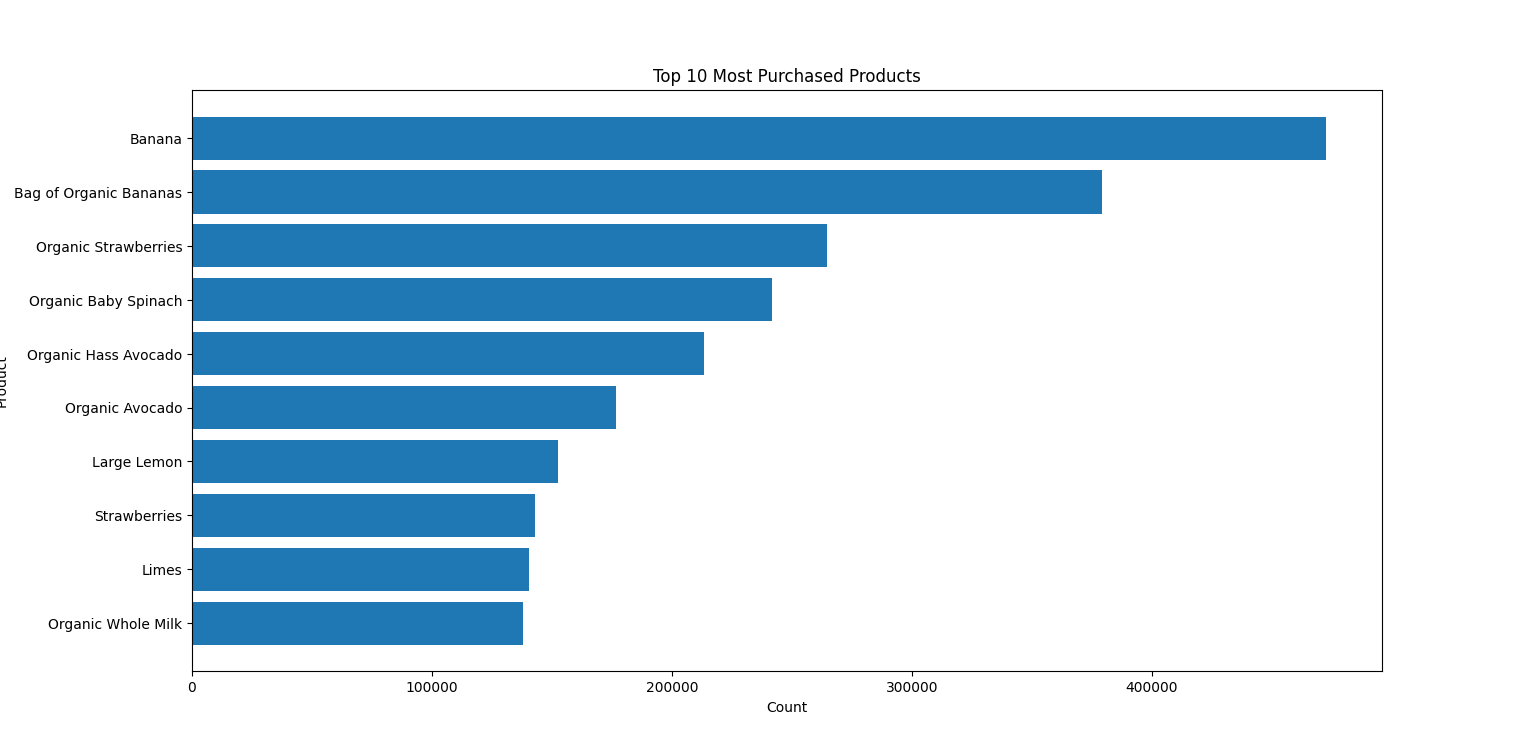 Top 10 Most Purchased Products
Banana
Bag of Organic Bananas
Organic Strawberries
Organic Baby Spinach
Organic Hass Avocado
Organic Avocado
Large Lemon
Strawberries
Limes
Organic Whole Milk
Product
0 100000 200000 300000 400000
Count